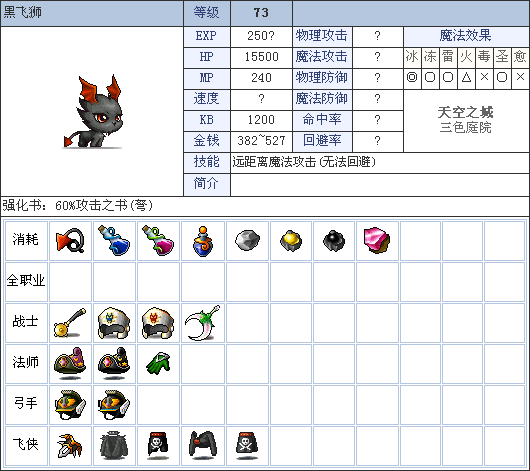 黑飞狮 等级 73
EXP 250? 物理攻击 ? 魔法效果
HP 15500 魔法攻击 ? 冰 冻 雷 火 毒 圣 愈
MP 240 物理防御 ? ◎ ○ ○ △ × ○ ×
速度 ? 魔法防御 ? 天空之城
KB 1200 命中率 ? 三色庭院
金钱 382~527 回避率 ?
技能 远距离魔法攻击(无法回避)
简介
强化书: 60%攻击之书(弩)
消耗
全职业
战士
法师
弓手
飞侠